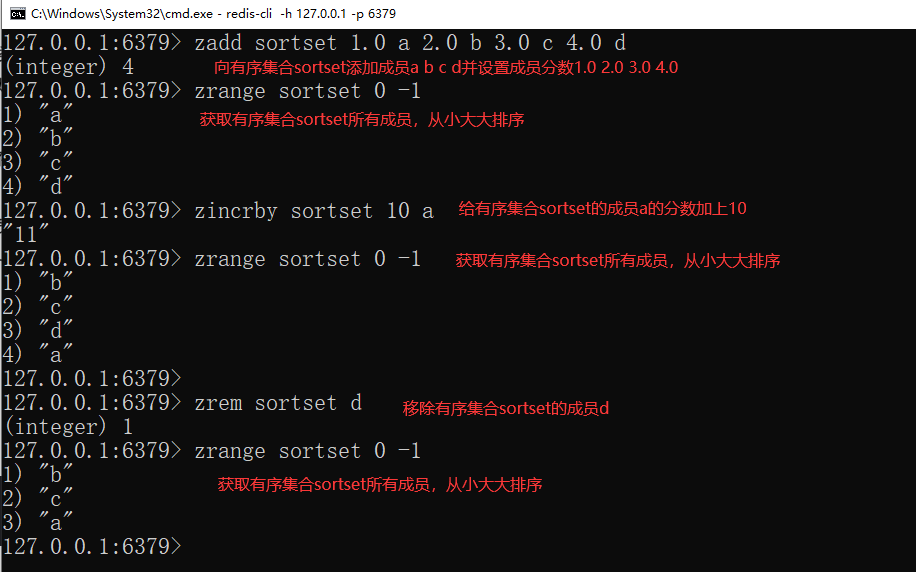 C:\Windows\System32\cmd.exe - redis-cli -h 127.0.0.1 -p 6379
127.0.0.1:6379> zadd sortset 1.0 a 2.0 b 3.0 c 4.0 d
(integer) 4 向有序集合sortset添加成员a b c d并设置成员分数1.0 2.0 3.0 4.0
127.0.0.1:6379> zrange sortset 0 -1
1) "a" 获取有序集合sortset所有成员，从小大大排序
2) "b"
3) "c"
4) "d"
127.0.0.1:6379> zincrby sortset 10 a 给有序集合sortset的成员a的分数加上10
"11"
127.0.0.1:6379> zrange sortset 0 -1 获取有序集合sortset所有成员，从小大大排序
1) "b"
2) "c"
3) "d"
4) "a"
127.0.0.1:6379>
127.0.0.1:6379> zrem sortset d 移除有序集合sortset的成员d
(integer) 1
127.0.0.1:6379> zrange sortset 0 -1
1) "b" 获取有序集合sortset所有成员，从小大大排序
2) "c"
3) "a"
127.0.0.1:6379>